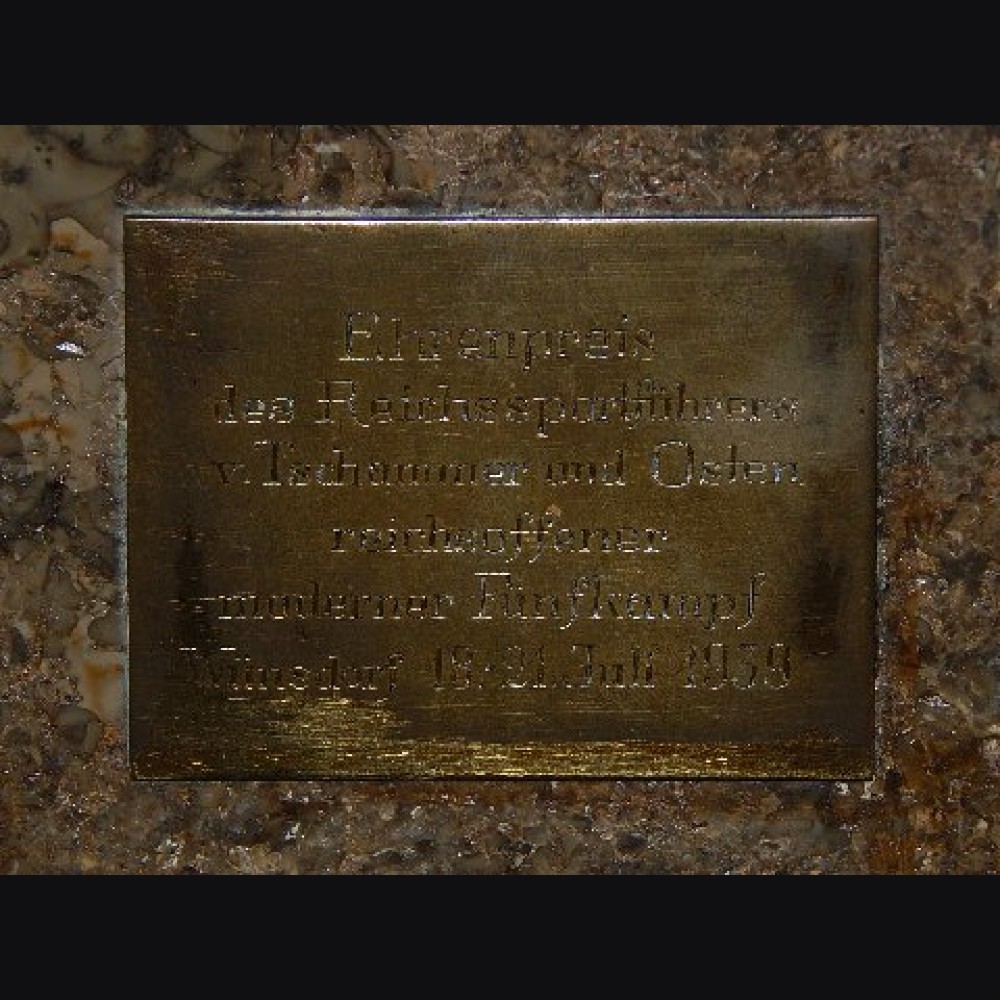 Ehrenpreis
des Reichssportführers
v. Tschammer und Osten
reichsoffener
moderner Fünfkampf
Wünsdorf 18.-21. Juli 1939